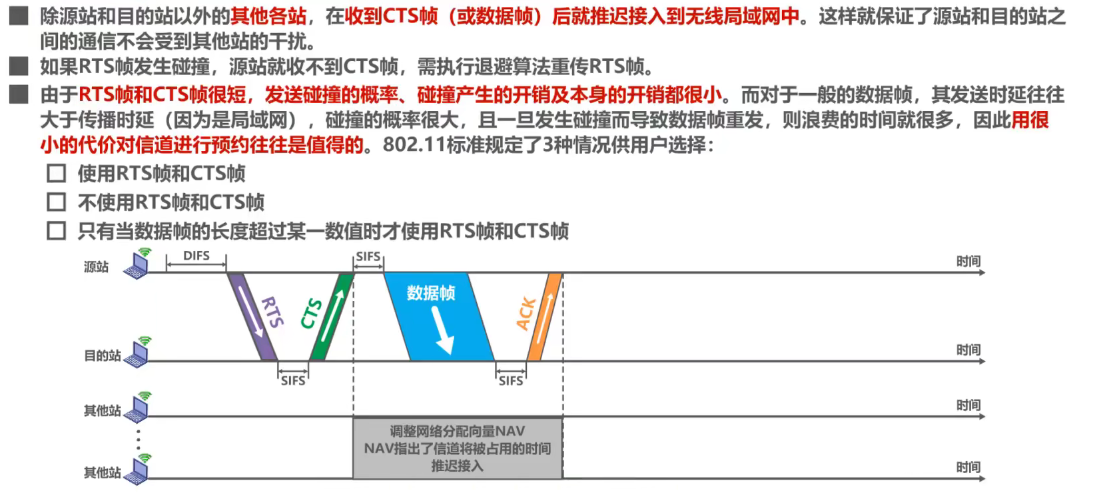 除源站和目的站以外的其他各站，在收到CTS帧（或数据帧）后就推迟接入到无线局域网中。这样就保证了源站和目的站之
间的通信不会受到其他站的干扰。
如果RTS帧发生碰撞，源站就收不到CTS帧，需执行退避算法重传RTS帧。
由于RTS帧和CTS帧很短，发送碰撞的概率、碰撞产生的开销及本身的开销都很小。而对于一般的数据帧，其发送时延往往
大于传播时延（因为是局域网），碰撞的概率很大，且一旦发生碰撞而导致数据帧重发，则浪费的时间就很多，因此用很
小的代价对信道进行预约往往是值得的。802.11标准规定了3种情况供用户选择：
使用RTS帧和CTS帧
不使用RTS帧和CTS帧
只有当数据帧的长度超过某一数值时才使用RTS帧和CTS帧
源站
DIFS
SIFS
时间
RTS
CTS
数据帧
ACK
目的站
时间
SIFS
SIFS
其他站
时间
调整网络分配向量NAV
NAV指出了信道将被占用的时间
推迟接入
其他站
时间